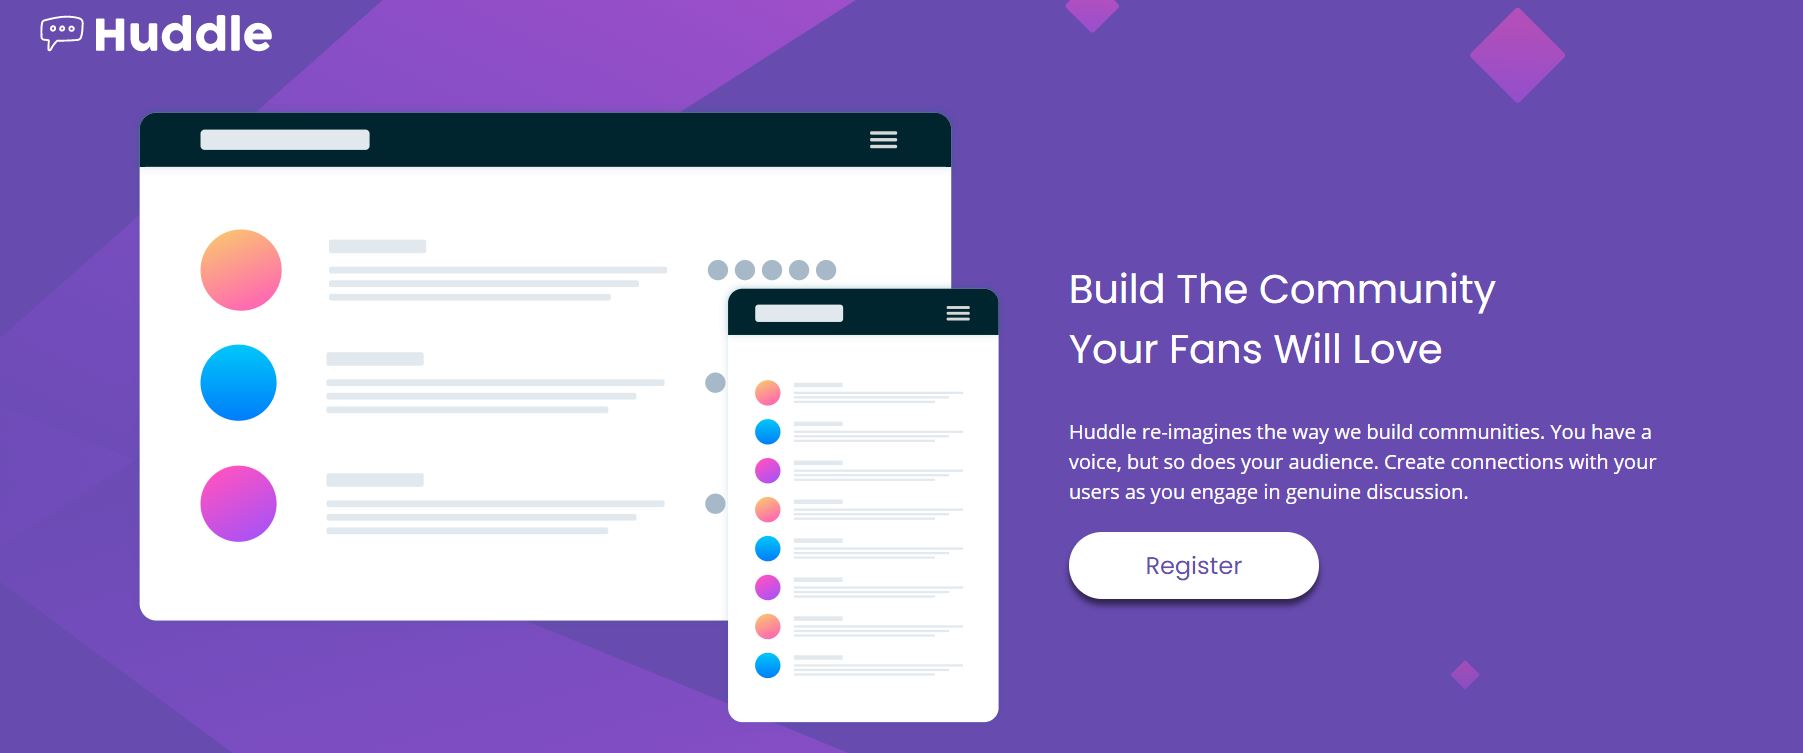 Huddle
Build The Community
Your Fans Will Love
Huddle re-imagines the way we build communities. You have a
voice, but so does your audience. Create connections with your
users as you engage in genuine discussion.
Register